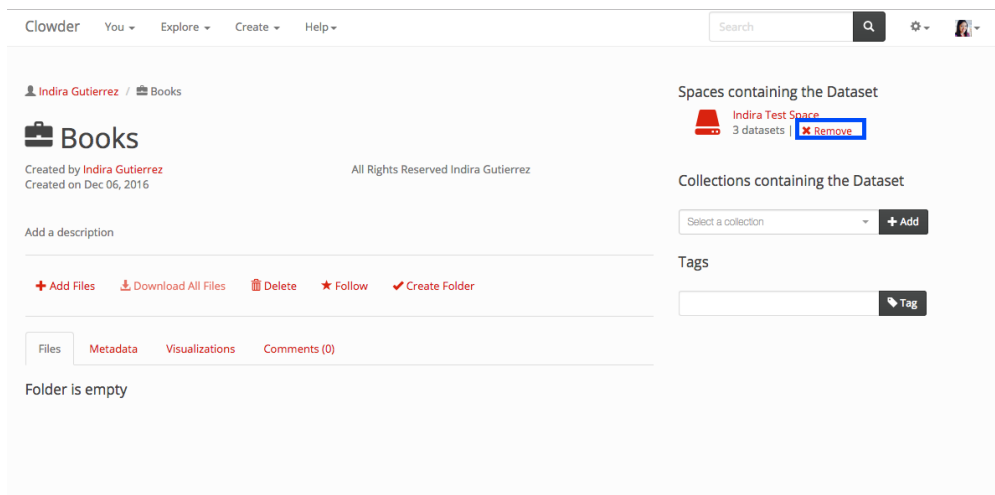 Clowder You Explore Create Help Search
Indira Gutierrez / Books
Books
Created by Indira Gutierrez All Rights Reserved Indira Gutierrez
Created on Dec 06, 2016
Add a description
Add Files Download All Files Delete Follow Create Folder
Files Metadata Visualizations Comments (0)
Folder is empty
Spaces containing the Dataset
Indira Test Space
3 datasets | Remove
Collections containing the Dataset
Select a collection Add
Tags
Tag